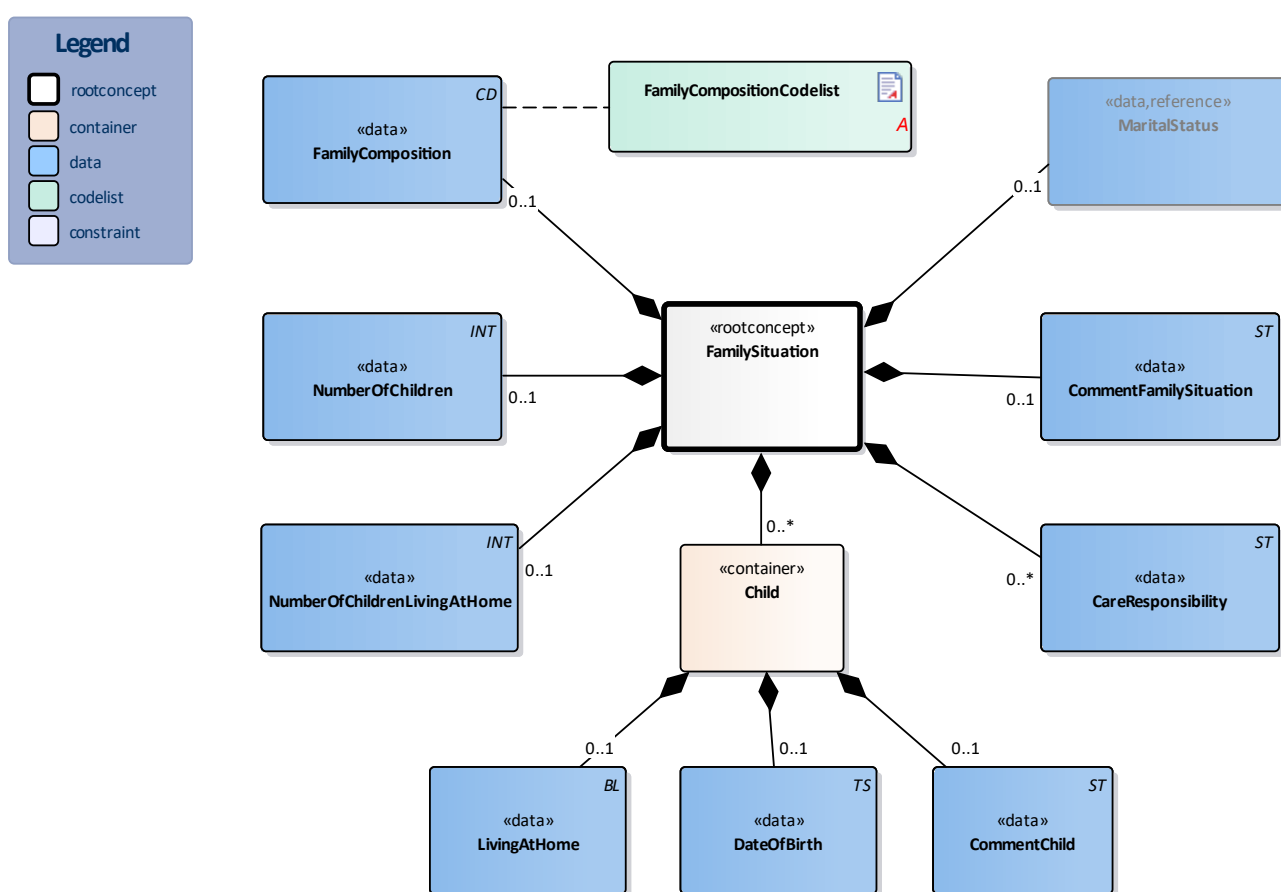 Legend
rootconcept
container
data
codelist
constraint
CD
«data»
FamilyComposition
FamilyCompositionCodelist
A
«data,reference»
MaritalStatus
0..1
0..1
INT
«data»
NumberOfChildren
0..1
«rootconcept»
FamilySituation
ST
«data»
CommentFamilySituation
0..1
INT
«data»
NumberOfChildrenLivingAtHome
0..1
0..*
«container»
Child
ST
«data»
CareResponsibility
0..*
0..1
0..1
0..1
BL
«data»
LivingAtHome
TS
«data»
DateOfBirth
ST
«data»
CommentChild